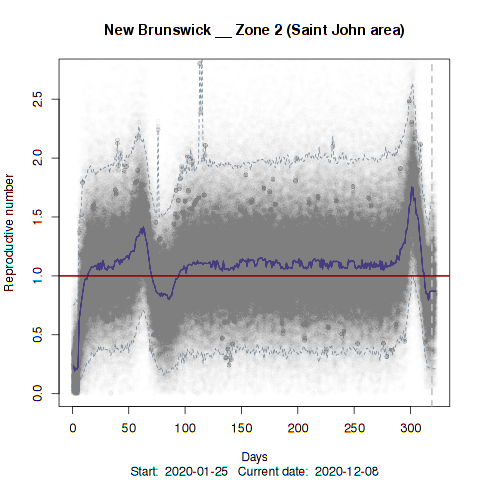 New Brunswick __ Zone 2 (Saint John area)
2.5
2.0
1.5
1.0
0.5
0.0
Reproductive number
0 50 100 150 200 250 300
Days
Start: 2020-01-25 Current date: 2020-12-08